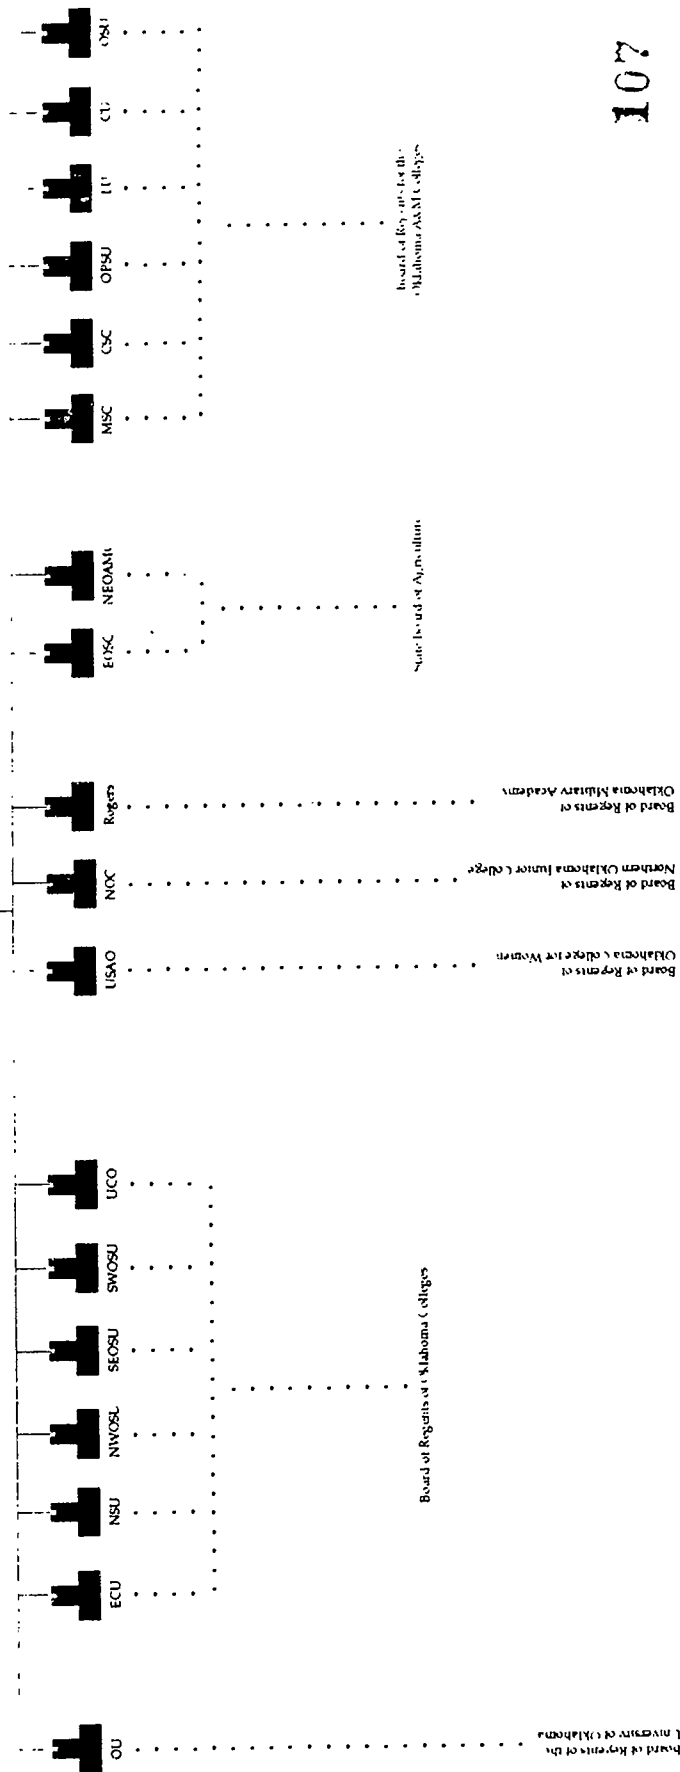 OU
ECU
NSU
NWOSU
SEOSU
SWOSU
UCO
USAO
NOC
Rogers
EOSC
NEOAMC
MSC
CSC
OPSU
LU
CU
OSU
Board of Regents of the
University of Oklahoma
Board of Regents of Oklahoma Colleges
Board of Regents of
Oklahoma College for Women
Board of Regents of
Northern Oklahoma Junior College
Board of Regents of
Oklahoma Military Academy
State Board of Agriculture
Board of Regents for the
Oklahoma A&M Colleges
107